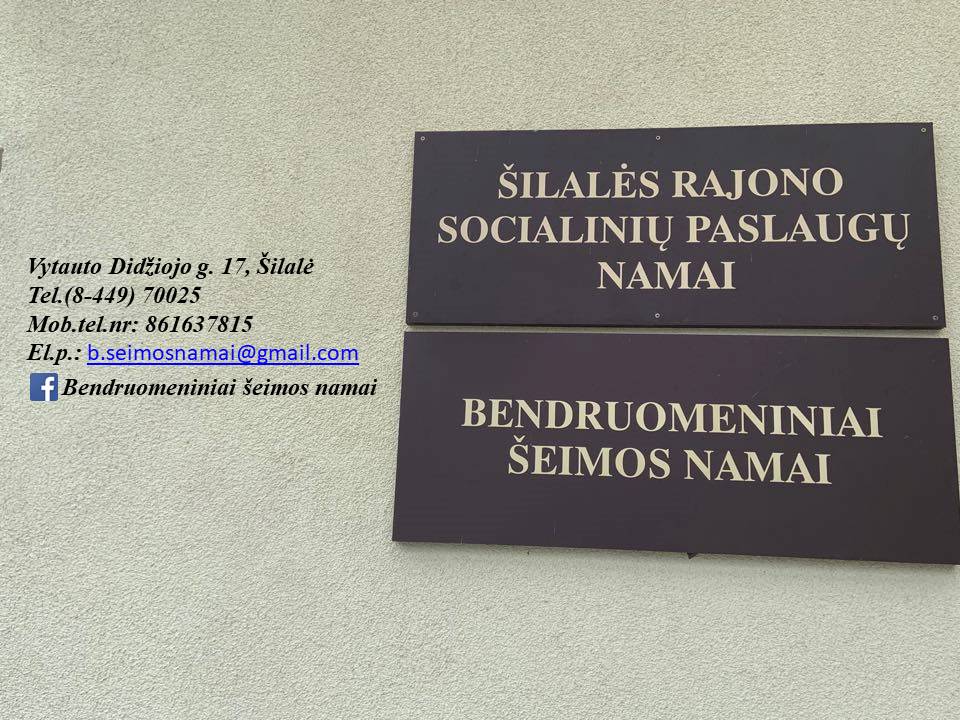 Vytauto Didžiojo g. 17, Šilalė
Tel.(8-449) 70025
Mob.tel.nr: 861637815
El.p.: b.seimosnamai@gmail.com
Bendruomeniniai šeimos namai
ŠILALĖS RAJONO
SOCIALINIŲ PASLAUGŲ
NAMAI
BENDRUOMENINIAI
ŠEIMOS NAMAI